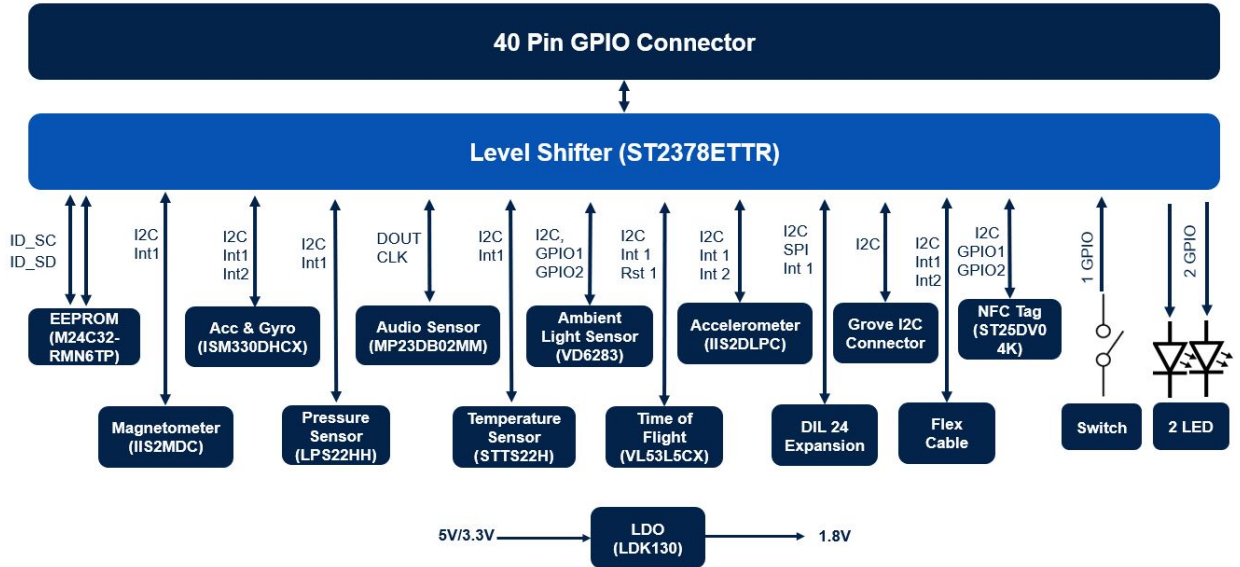 40 Pin GPIO Connector
Level Shifter (ST2378ETTR)
ID_SC
ID_SD
I2C
Int1
I2C
Int1
Int2
I2C
Int1
DOUT
CLK
I2C
Int1
I2C,
GPIO1
GPIO2
I2C
Int 1
Rst 1
I2C
Int 1
Int 2
I2C
SPI
Int 1
I2C
I2C
Int1
Int2
I2C
GPIO1
GPIO2
1 GPIO
2 GPIO
EEPROM
(M24C32-
RMN6TP)
Acc & Gyro
(ISM330DHCX)
Audio Sensor
(MP23DB02MM)
Ambient
Light Sensor
(VD6283)
Accelerometer
(IIS2DLPC)
Grove I2C
Connector
NFC Tag
(ST25DV0
4K)
Magnetometer
(IIS2MDC)
Pressure
Sensor
(LPS22HH)
Temperature
Sensor
(STTS22H)
Time of
Flight
(VL53L5CX)
DIL 24
Expansion
Flex
Cable
Switch
2 LED
5V/3.3V
LDO
(LDK130)
1.8V